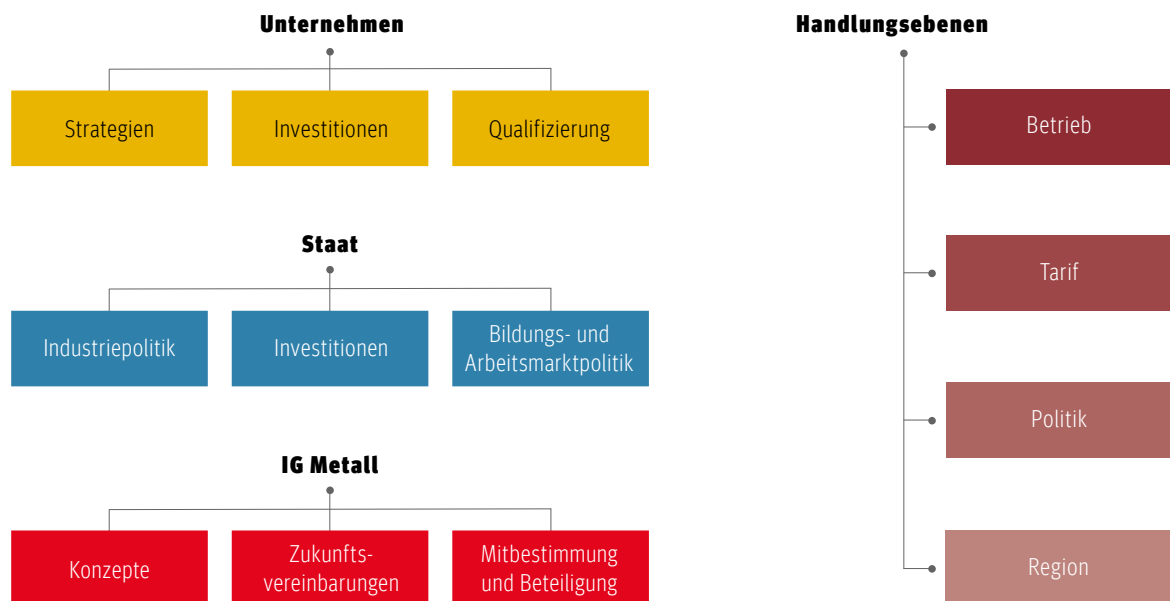 Unternehmen
Strategien
Investitionen
Qualifizierung
Staat
Industriepolitik
Investitionen
Bildungs- und
Arbeitsmarktpolitik
IG Metall
Konzepte
Zukunfts-
vereinbarungen
Mitbestimmung
und Beteiligung
Handlungsebenen
Betrieb
Tarif
Politik
Region